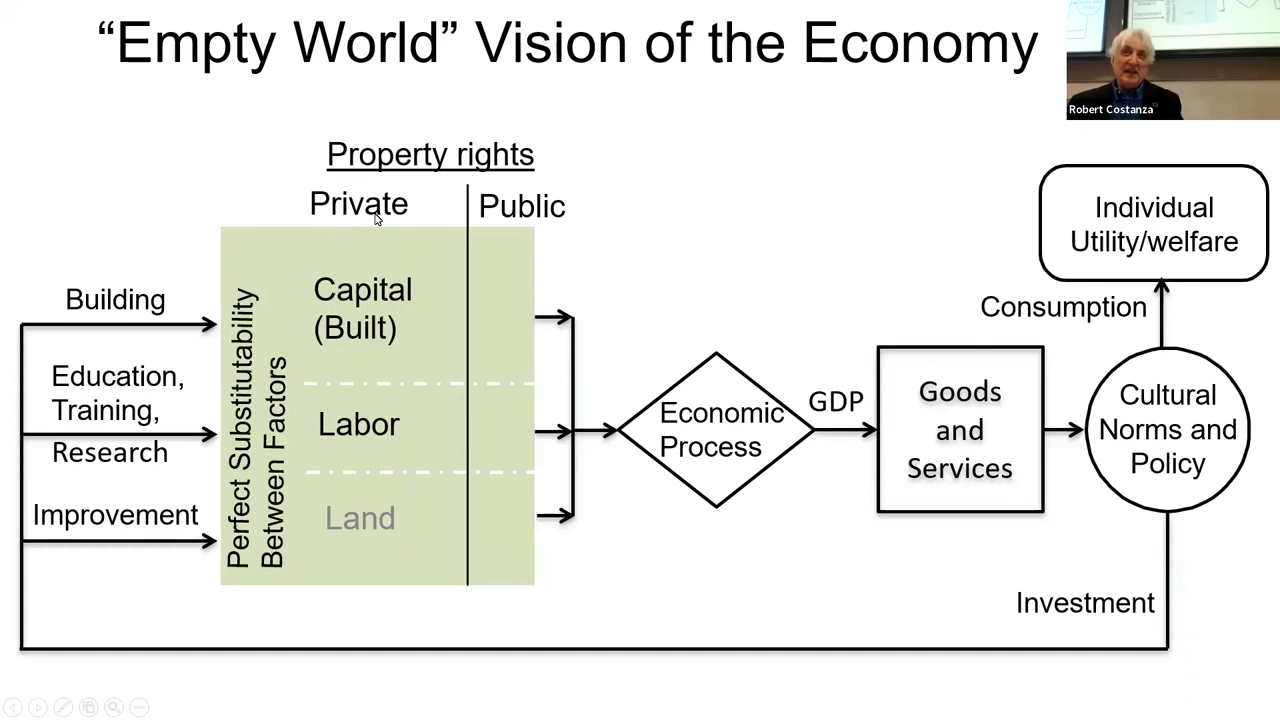 “Empty World” Vision of the Economy
Robert Costanza
Property rights
Private
Public
Building
Education,
Training,
Research
Improvement
Perfect Substitutability
Between Factors
Capital
(Built)
Labor
Land
Economic
Process
GDP
Goods
and
Services
Cultural
Norms and
Policy
Consumption
Individual
Utility/welfare
Investment